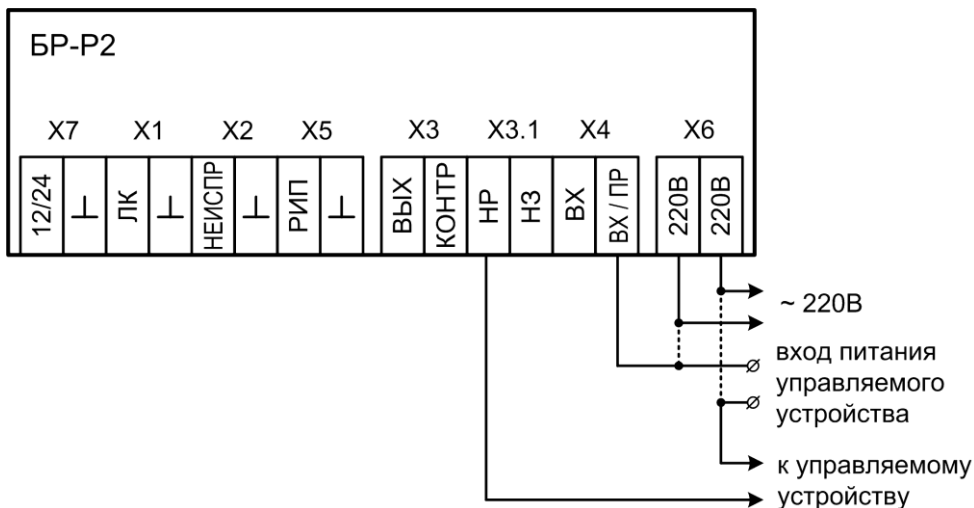 БР-Р2
X7 X1 X2 X5 X3 X3.1 X4 X6
12/24 ⊥ ЛК ⊥ НЕИСПР ⊥ РИП ⊥ ВЫХ КОНТР НР НЗ ВХ ВХ / ПР 220В 220В
~ 220В
вход питания
управляемого
устройства
к управляемому
устройству